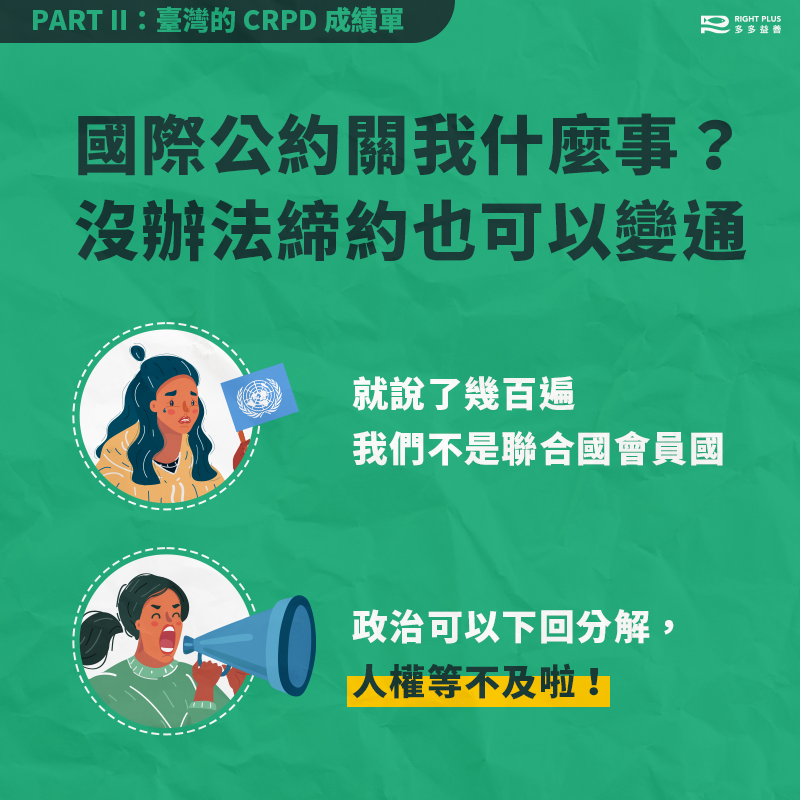 PART II：臺灣的 CRPD 成績單
RIGHT PLUS
多多益善
國際公約關我什麼事？
沒辦法締約也可以變通
就說了幾百遍
我們不是聯合國會員國
政治可以下回分解，
人權等不及啦！